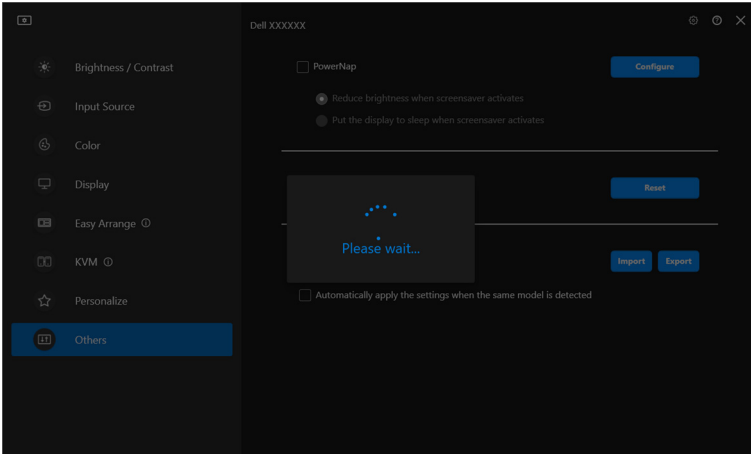 Dell XXXXXX
Brightness / Contrast
Input Source
Color
Display
Easy Arrange
KVM
Personalize
Others
PowerNap
Configure
Reduce brightness when screensaver activates
Put the display to sleep when screensaver activates
Reset
Please wait...
Import
Export
Automatically apply the settings when the same model is detected